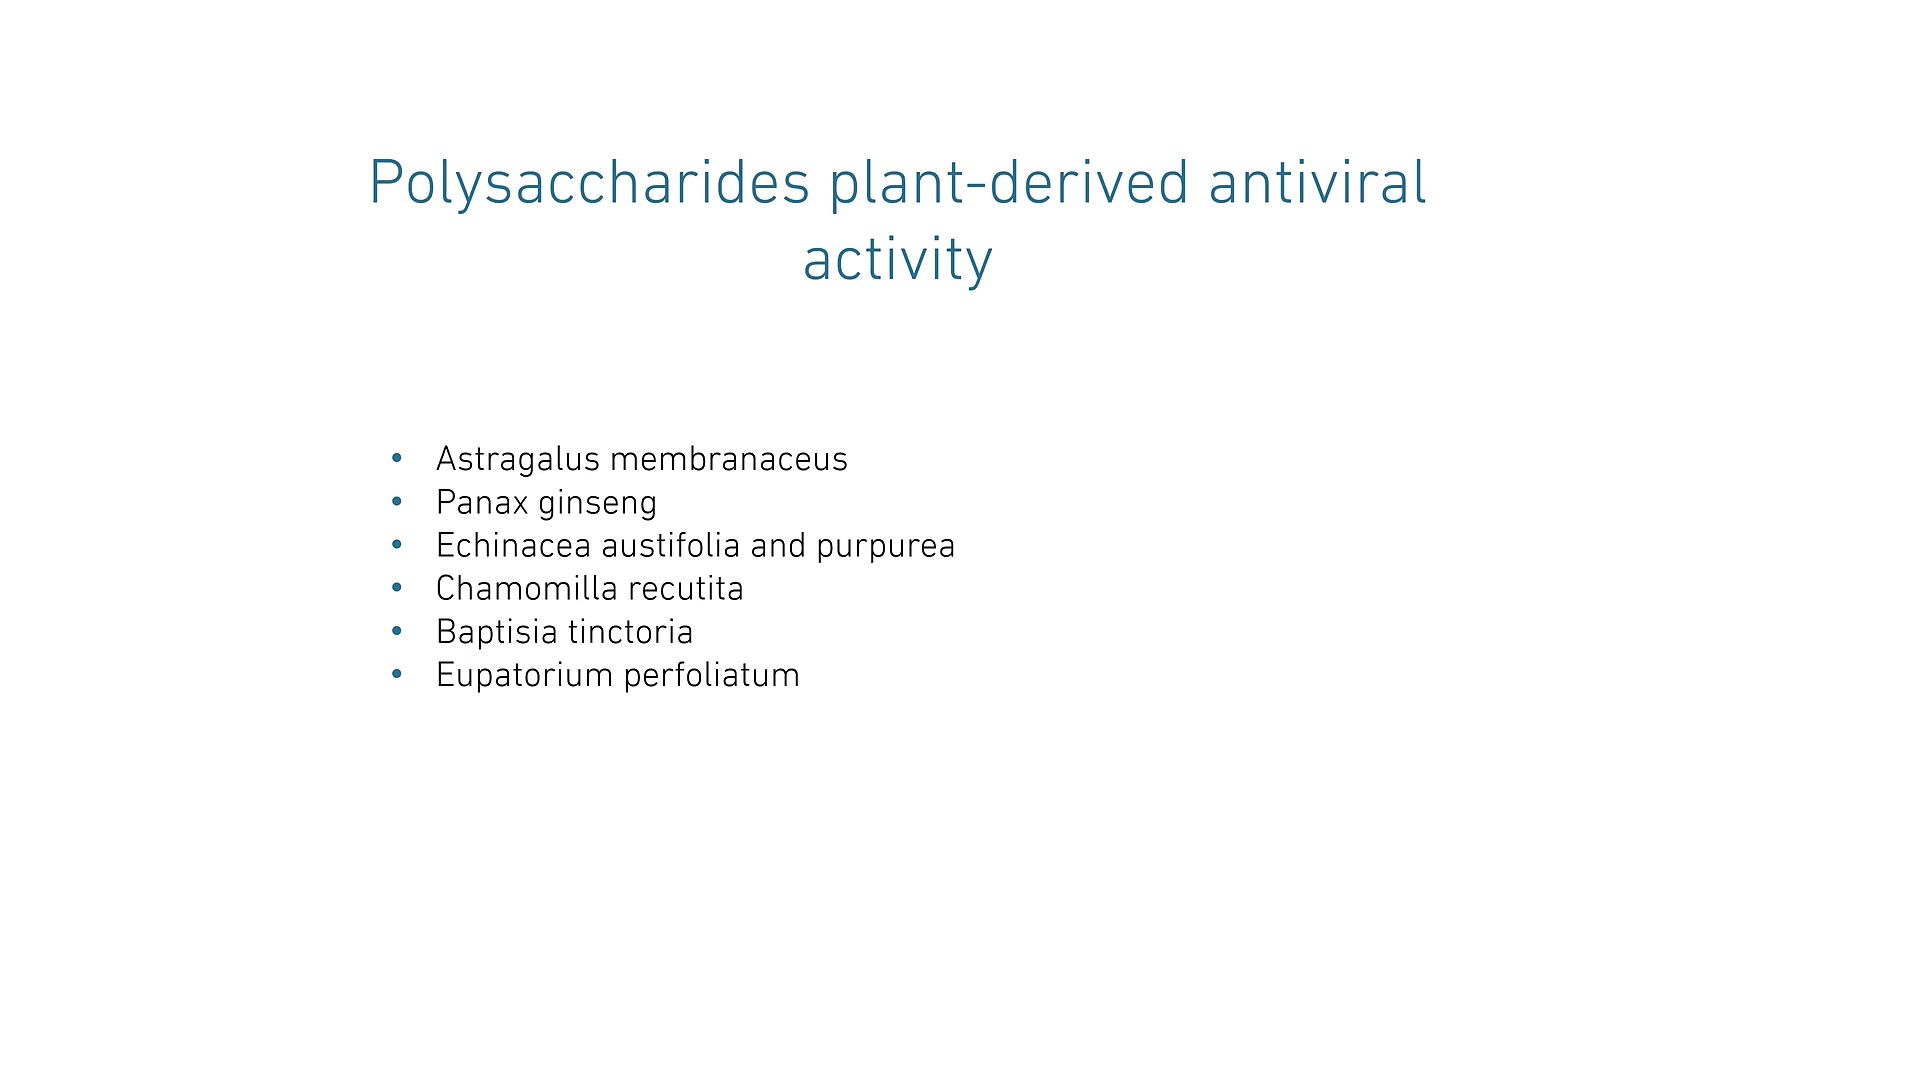 Polysaccharides plant-derived antiviral
activity
• Astragalus membranaceus
• Panax ginseng
• Echinacea austifolia and purpurea
• Chamomilla recutita
• Baptisia tinctoria
• Eupatorium perfoliatum